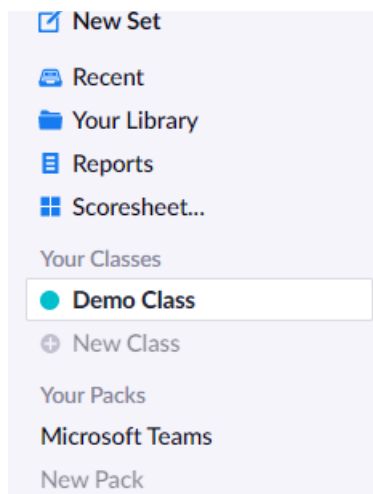 New Set
Recent
Your Library
Reports
Scoresheet...
Your Classes
Demo Class
New Class
Your Packs
Microsoft Teams
New Pack